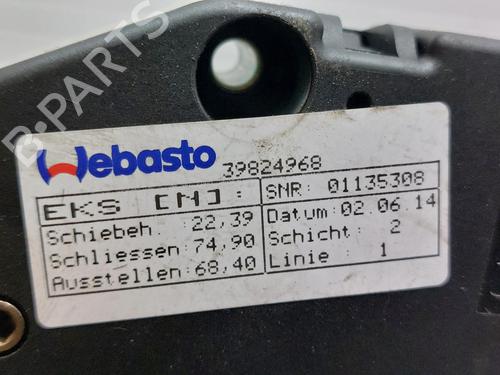 Webasto 39824968
EKS [N]: SNR: 01135308
Schiebeh :22,39 Datum:02.06.14
Schliessen:74,90 Schicht: 2
Ausstellen:68,40 Linie : 1
B-PARTS